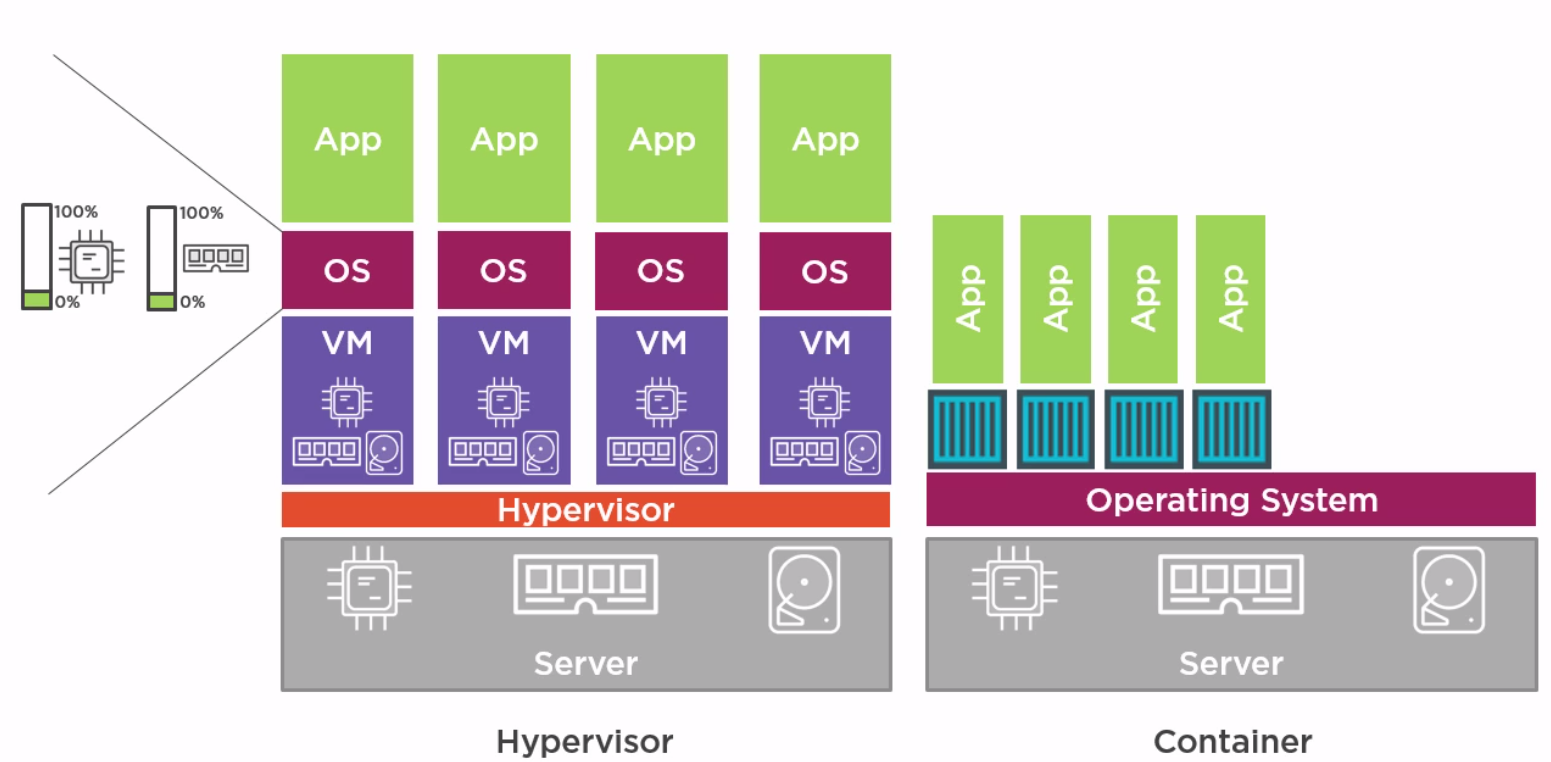 App App App App
100% 100%
0% 0%
OS OS OS OS
VM VM VM VM
Hypervisor
Server
App App App App
Operating System
Server
Hypervisor
Container